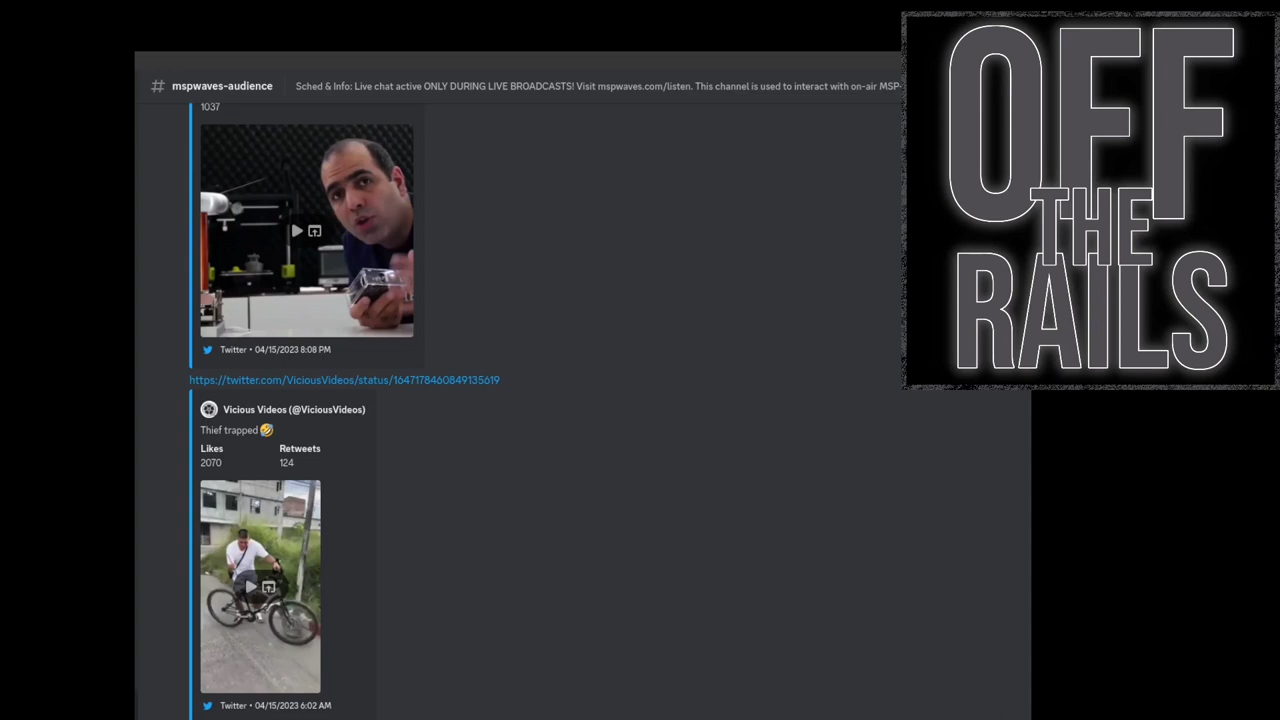 # mspwaves-audience
Sched & Info: Live chat active ONLY DURING LIVE BROADCASTS! Visit mspwaves.com/listen. This channel is used to interact with on-air MSP
1037
Twitter • 04/15/2023 8:08 PM
https://twitter.com/ViciousVideos/status/1647178460849135619
Vicious Videos (@ViciousVideos)
Thief trapped 🤣
Likes Retweets
2070 124
Twitter • 04/15/2023 6:02 AM
OFF
THE
RAILS